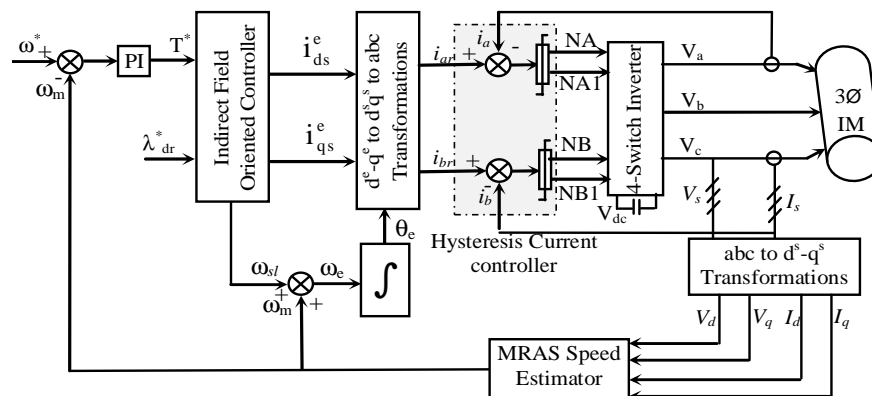 ω*
+
-
ω_m
PI
T*
λ*_dr
Indirect Field
Oriented Controller
i^e_ds
i^e_qs
d^e-q^e to d^s q^s to abc
Transformations
i_ar +
i_a
-
i_br +
i_b
-
NA
NA1
NB
NB1
4-Switch Inverter
V_dc
V_a
V_b
V_c
3Ø
IM
V_s
I_s
Hysteresis Current
controller
θ_e
ω_sl
+
ω_m
+
ω_e
∫
abc to d^s-q^s
Transformations
V_d
V_q
I_d
I_q
MRAS Speed
Estimator